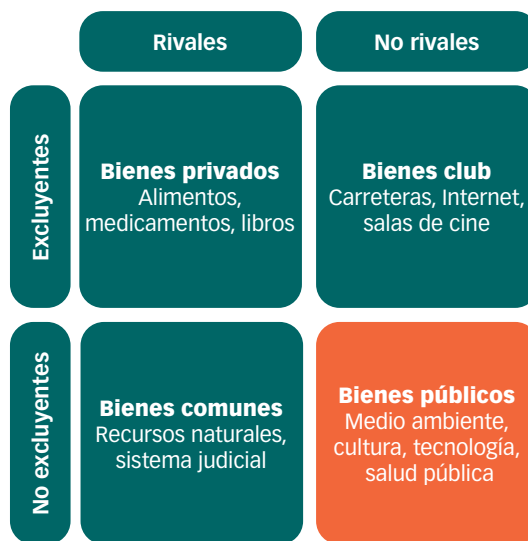 Rivales
No rivales
Excluyentes
Bienes privados
Alimentos,
medicamentos, libros
Bienes club
Carreteras, Internet,
salas de cine
No excluyentes
Bienes comunes
Recursos naturales,
sistema judicial
Bienes públicos
Medio ambiente,
cultura, tecnología,
salud pública